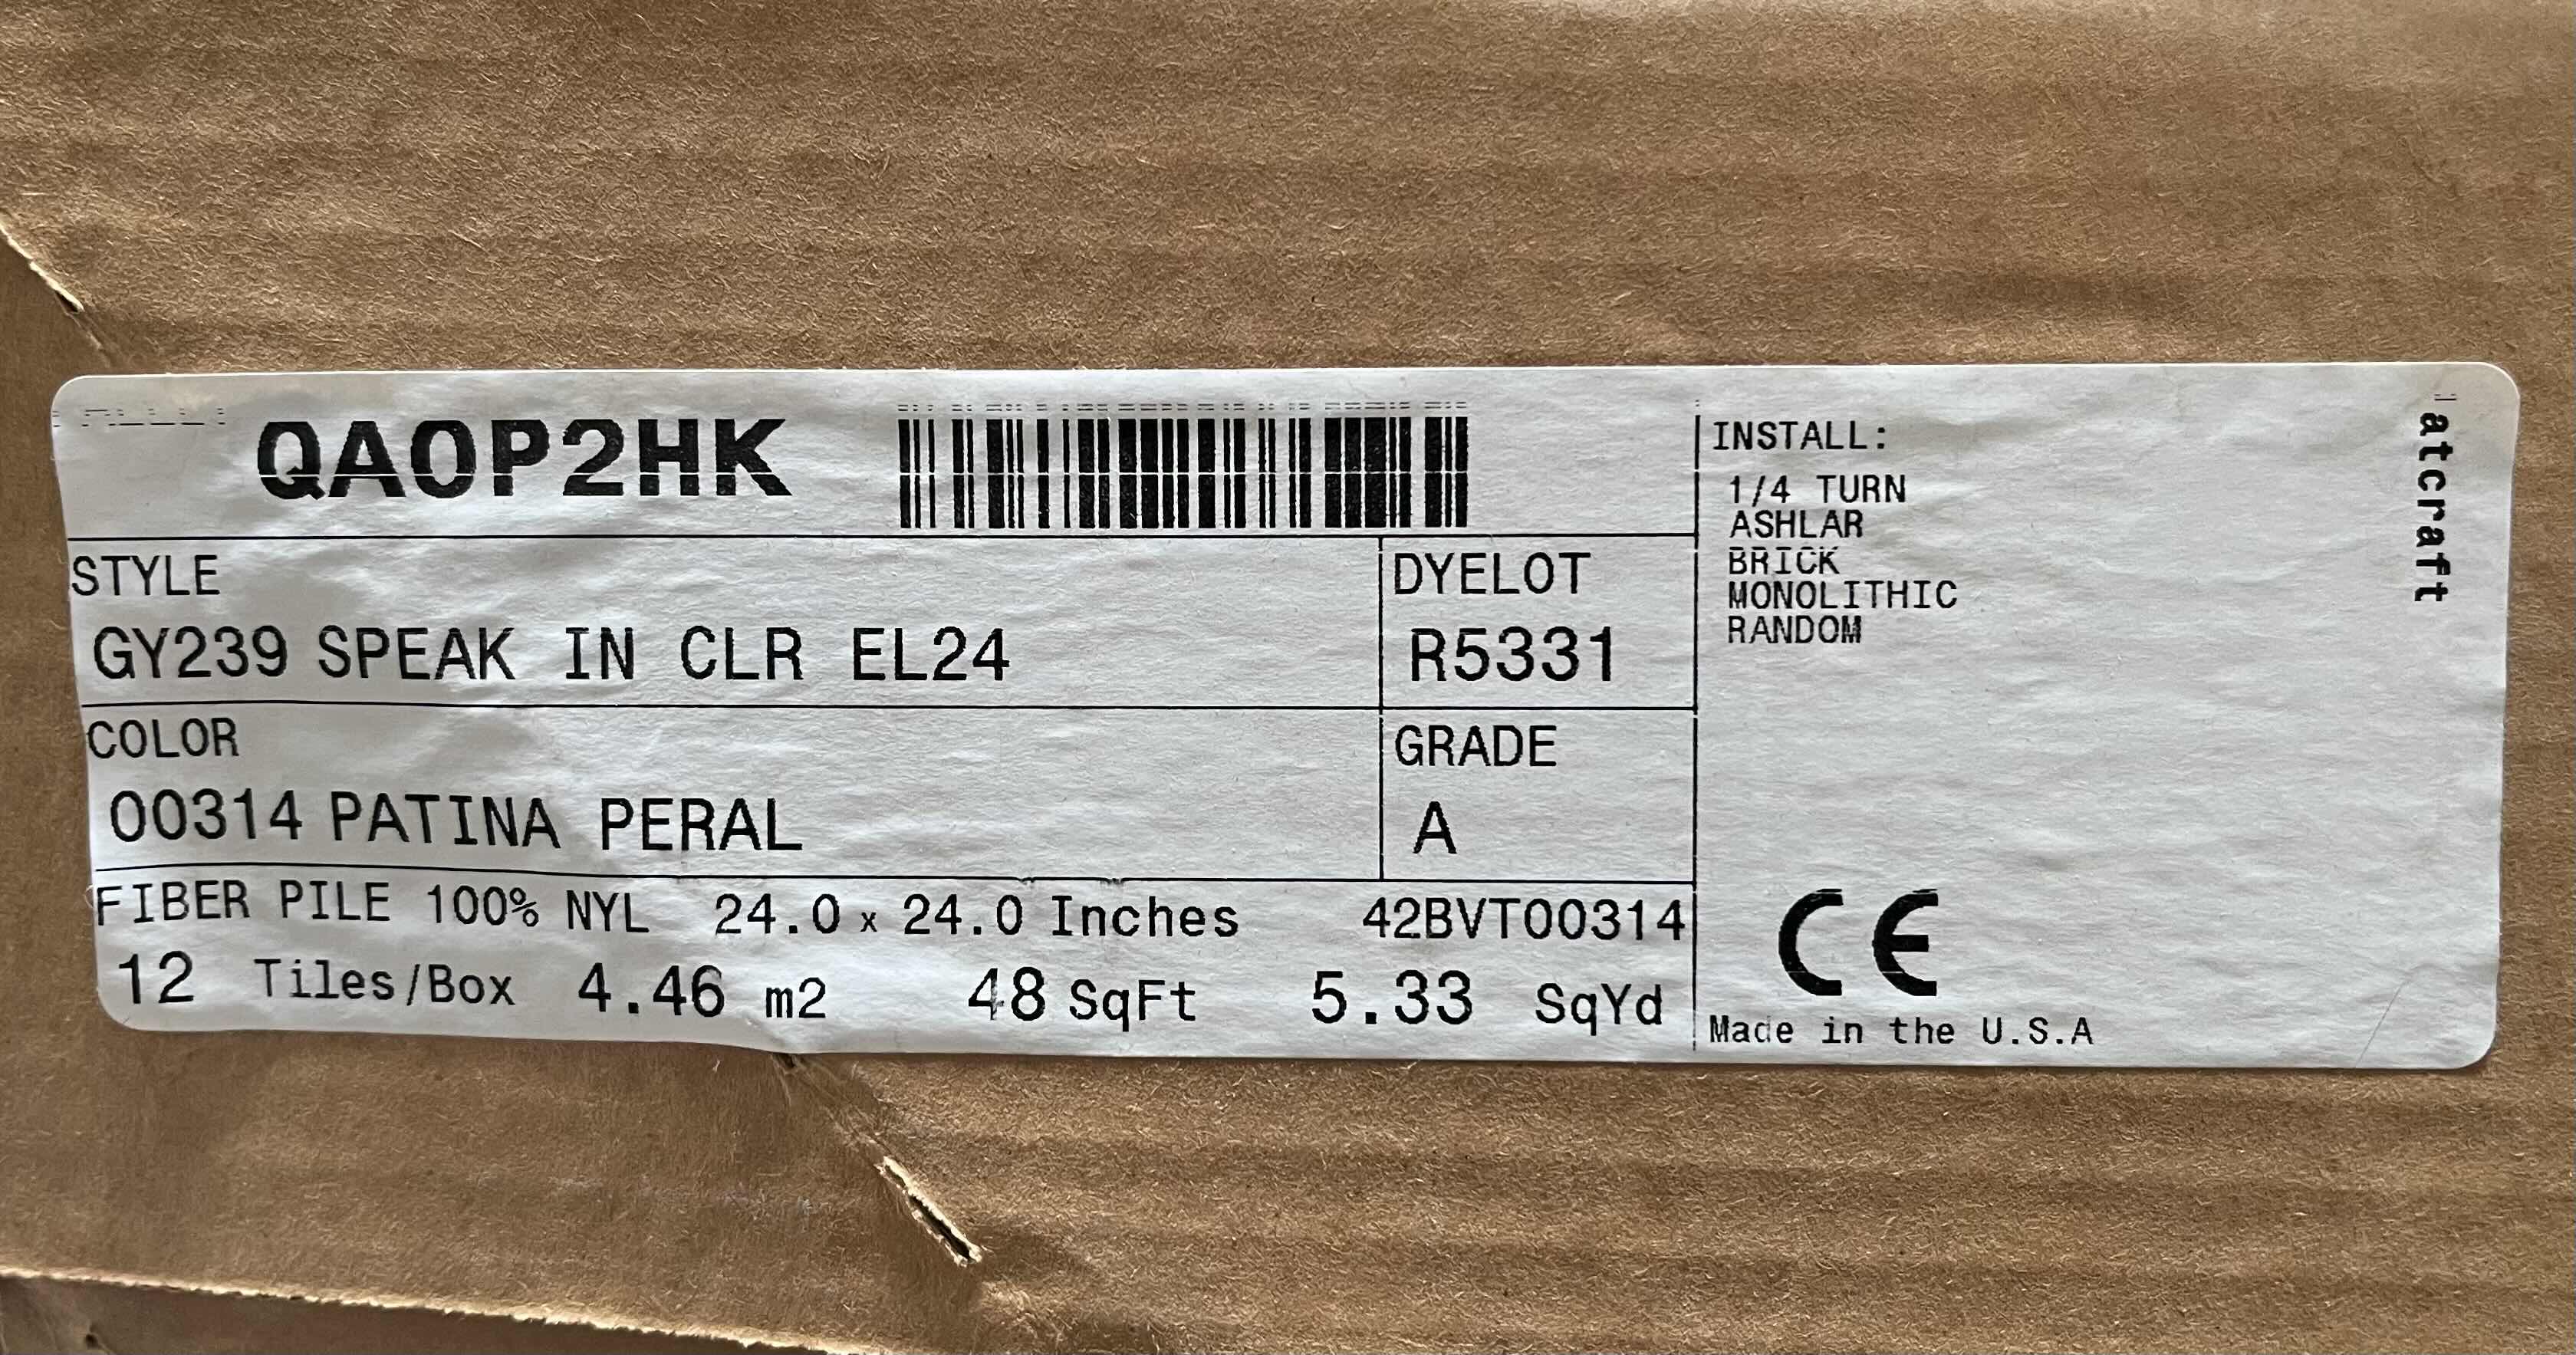 QAOP2HK
STYLE
GY239 SPEAK IN CLR EL24
DYELOT
R5331
COLOR
00314 PATINA PERAL
GRADE
A
FIBER PILE 100% NYL 24.0 x 24.0 Inches 42BVT00314
12 Tiles/Box 4.46 m2 48 SqFt 5.33 SqYd
INSTALL:
1/4 TURN
ASHLAR
BRICK
MONOLITHIC
RANDOM
CE
Made in the U.S.A
atcraft